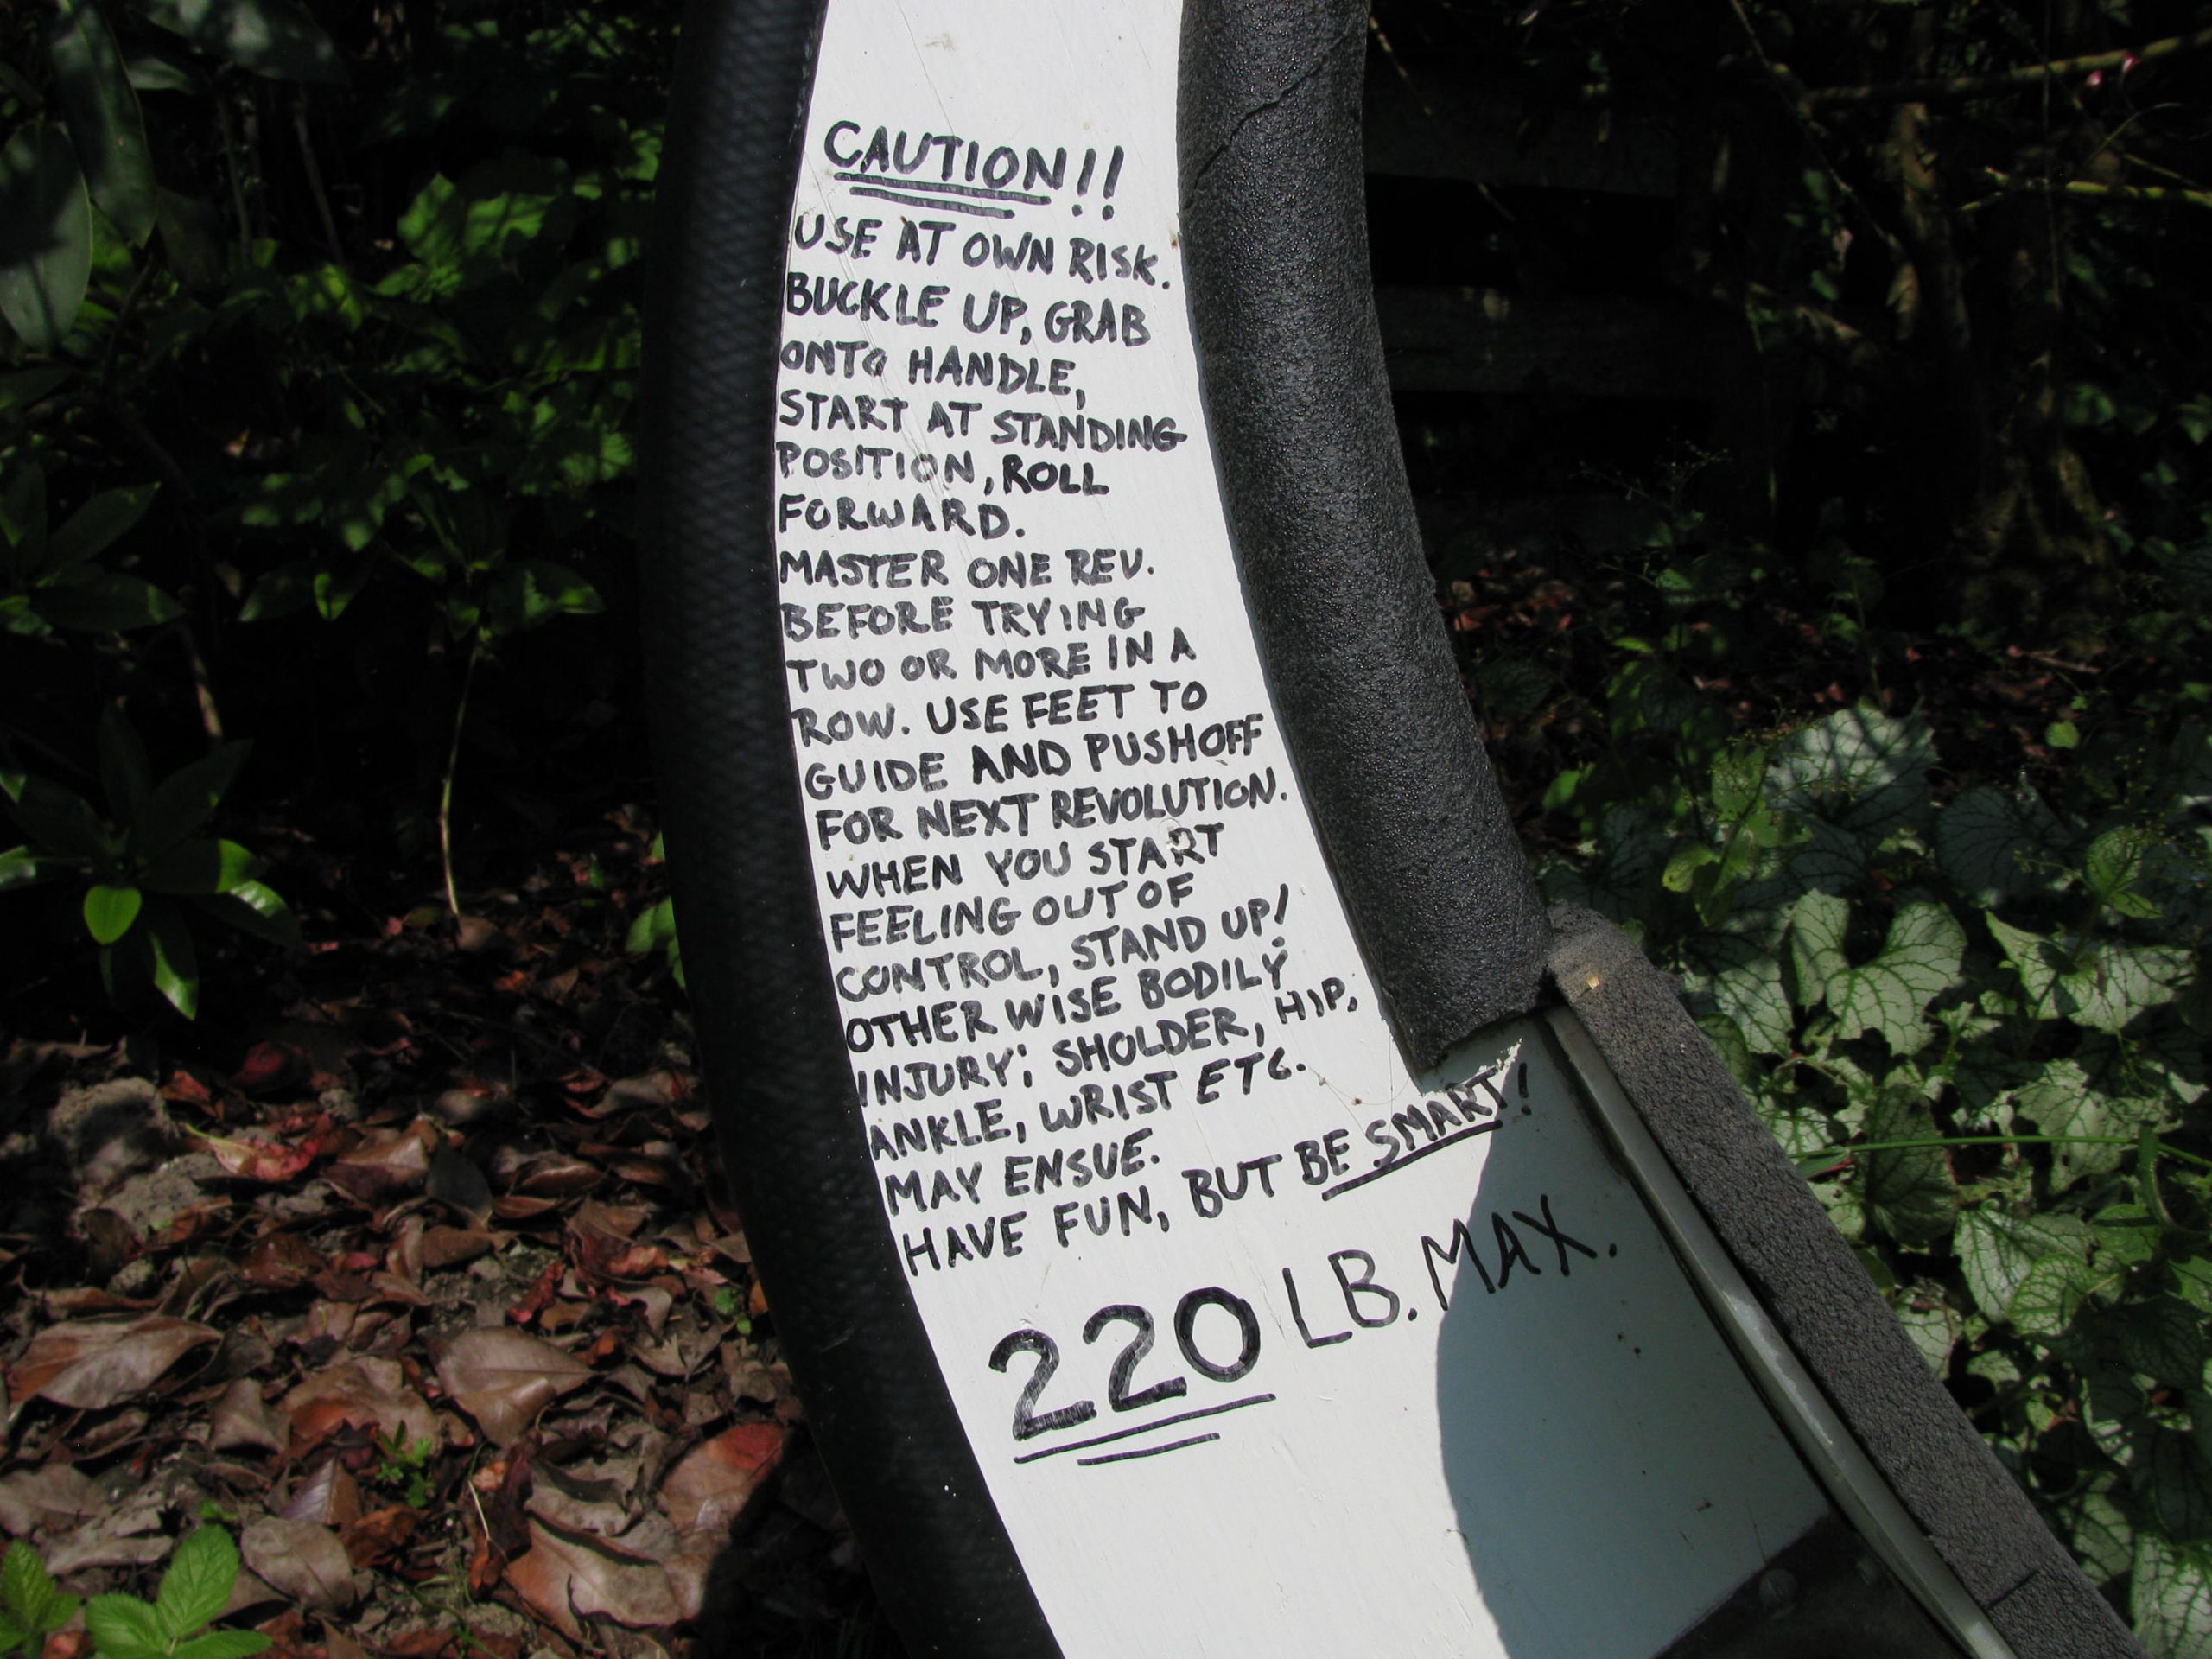 CAUTION!!
USE AT OWN RISK.
BUCKLE UP, GRAB
ONTO HANDLE,
START AT STANDING
POSITION, ROLL
FORWARD.
MASTER ONE REV.
BEFORE TRYING
TWO OR MORE IN A
ROW. USE FEET TO
GUIDE AND PUSHOFF
FOR NEXT REVOLUTION.
WHEN YOU START
FEELING OUT OF
CONTROL, STAND UP!
OTHER WISE BODILY
INJURY; SHOLDER, HIP,
ANKLE, WRIST ETC.
MAY ENSUE.
HAVE FUN, BUT BE SMART!
220 LB. MAX.